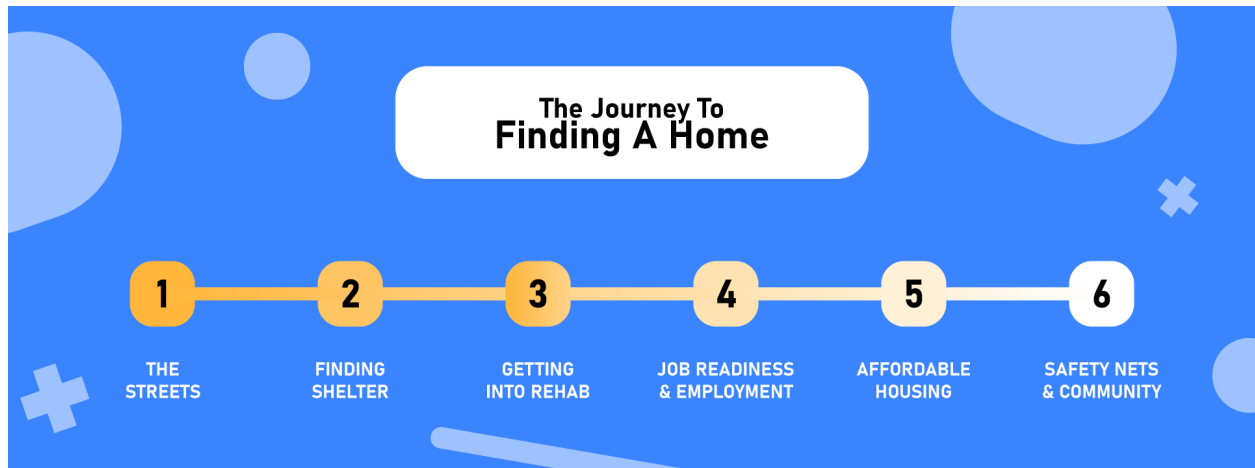 The Journey To
Finding A Home
1
2
3
4
5
6
THE
STREETS
FINDING
SHELTER
GETTING
INTO REHAB
JOB READINESS
& EMPLOYMENT
AFFORDABLE
HOUSING
SAFETY NETS
& COMMUNITY